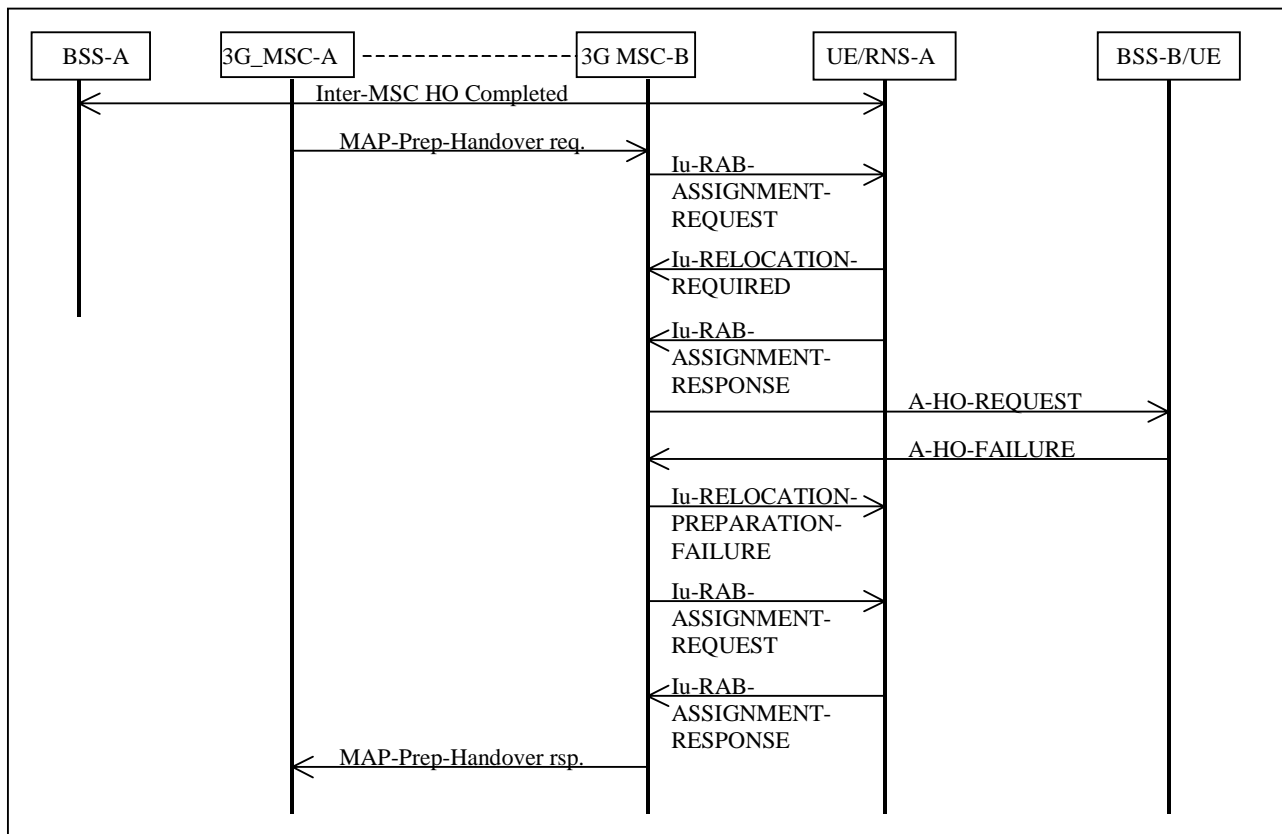 BSS-A
3G_MSC-A
3G MSC-B
UE/RNS-A
BSS-B/UE
Inter-MSC HO Completed
MAP-Prep-Handover req.
Iu-RAB-
ASSIGNMENT-
REQUEST
Iu-RELOCATION-
REQUIRED
Iu-RAB-
ASSIGNMENT-
RESPONSE
A-HO-REQUEST
A-HO-FAILURE
Iu-RELOCATION-
PREPARATION-
FAILURE
Iu-RAB-
ASSIGNMENT-
REQUEST
Iu-RAB-
ASSIGNMENT-
RESPONSE
MAP-Prep-Handover rsp.